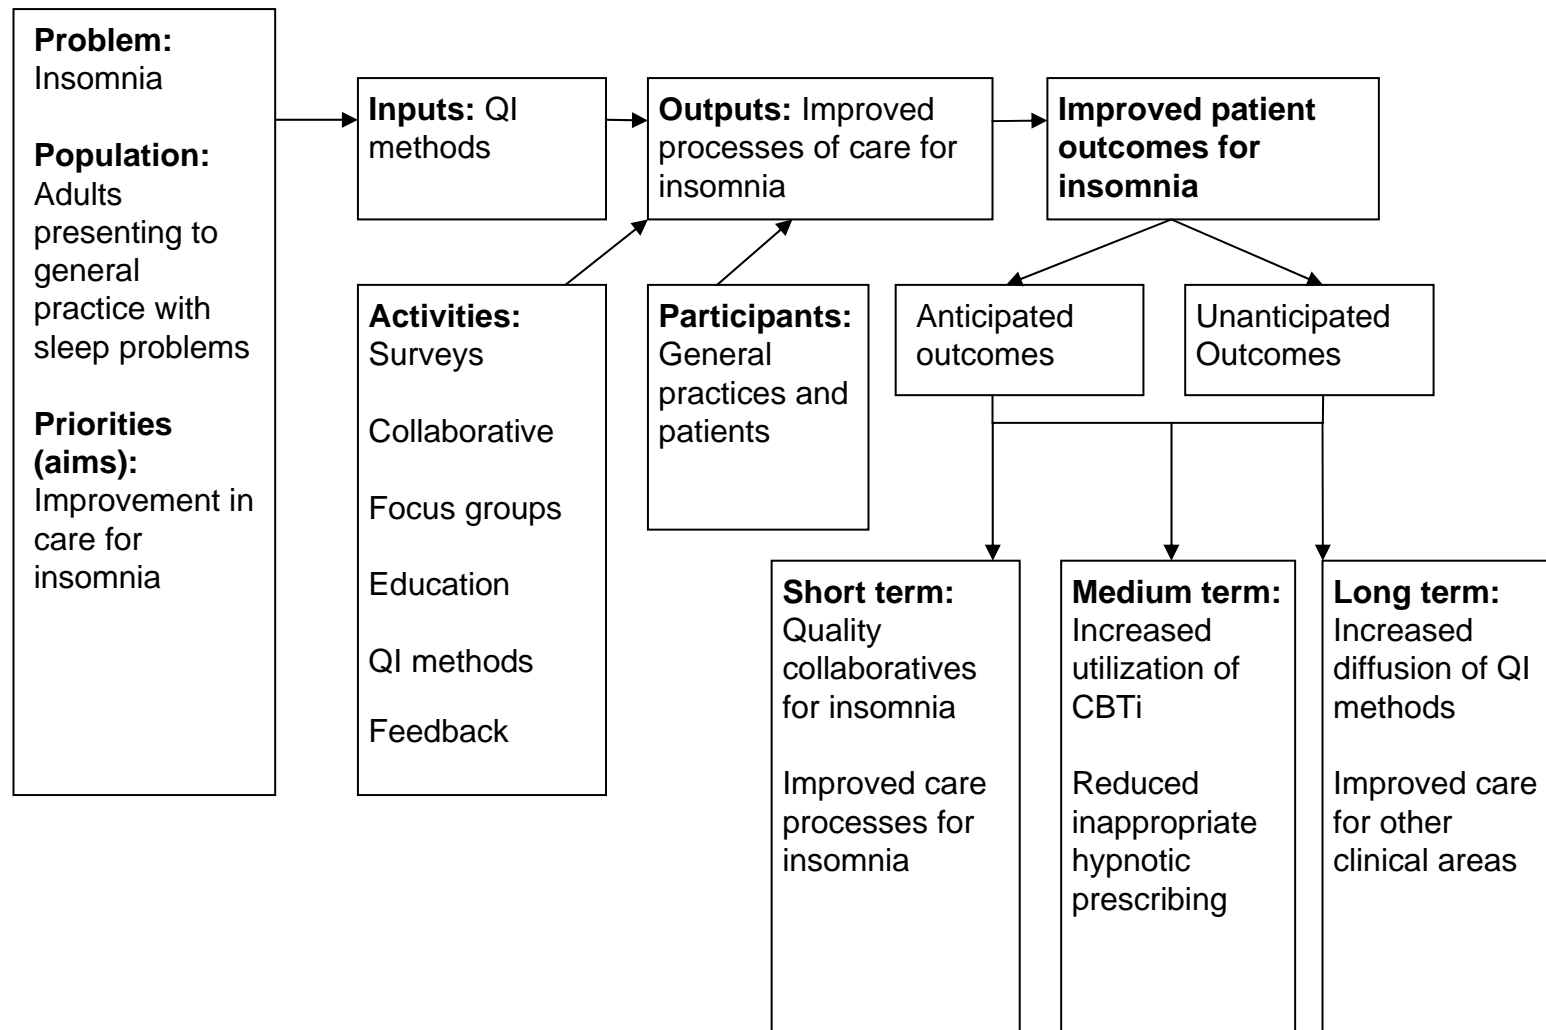 Problem:
Insomnia
Population:
Adults
presenting to
general
practice with
sleep problems
Priorities
(aims):
Improvement in
care for
insomnia
Inputs: QI
methods
Outputs: Improved
processes of care for
insomnia
Improved patient
outcomes for
insomnia
Activities:
Surveys
Collaborative
Focus groups
Education
QI methods
Feedback
Participants:
General
practices and
patients
Anticipated
outcomes
Unanticipated
Outcomes
Short term:
Quality
collaboratives
for insomnia
Improved care
processes for
insomnia
Medium term:
Increased
utilization of
CBTi
Reduced
inappropriate
hypnotic
prescribing
Long term:
Increased
diffusion of QI
methods
Improved care
for other
clinical areas